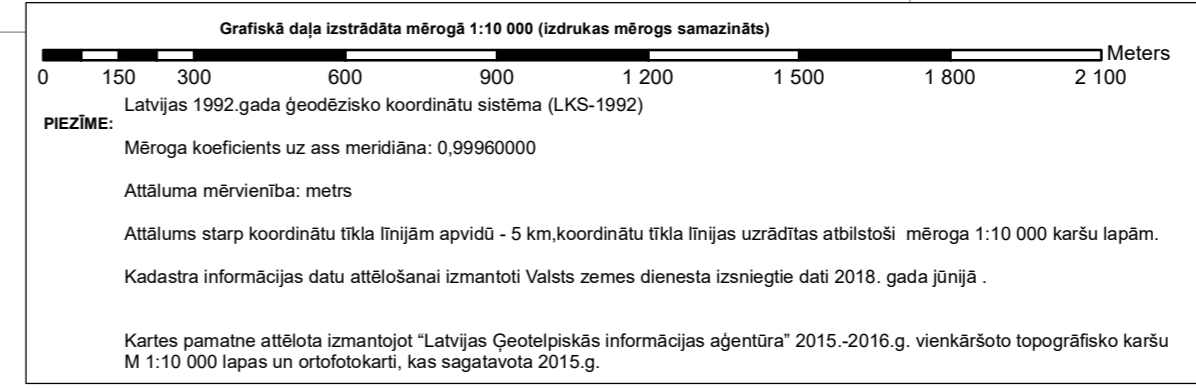 Grafiskā daļa izstrādāta mērogā 1:10 000 (izdrukas mērogs samazināts)
Meters
0 150 300 600 900 1 200 1 500 1 800 2 100
Latvijas 1992.gada ģeodēzisko koordinātu sistēma (LKS-1992)
PIEZĪME:
Mēroga koeficients uz ass meridiāna: 0,99960000
Attāluma mērvienība: metrs
Attālums starp koordinātu tīkla līnijām apvidū - 5 km,koordinātu tīkla līnijas uzrādītas atbilstoši mēroga 1:10 000 karšu lapām.
Kadastra informācijas datu attēlošanai izmantoti Valsts zemes dienesta izsniegtie dati 2018. gada jūnijā .
Kartes pamatne attēlota izmantojot “Latvijas Ģeotelpiskās informācijas aģentūra” 2015.-2016.g. vienkāršoto topogrāfisko karšu
M 1:10 000 lapas un ortofotokarti, kas sagatavota 2015.g.